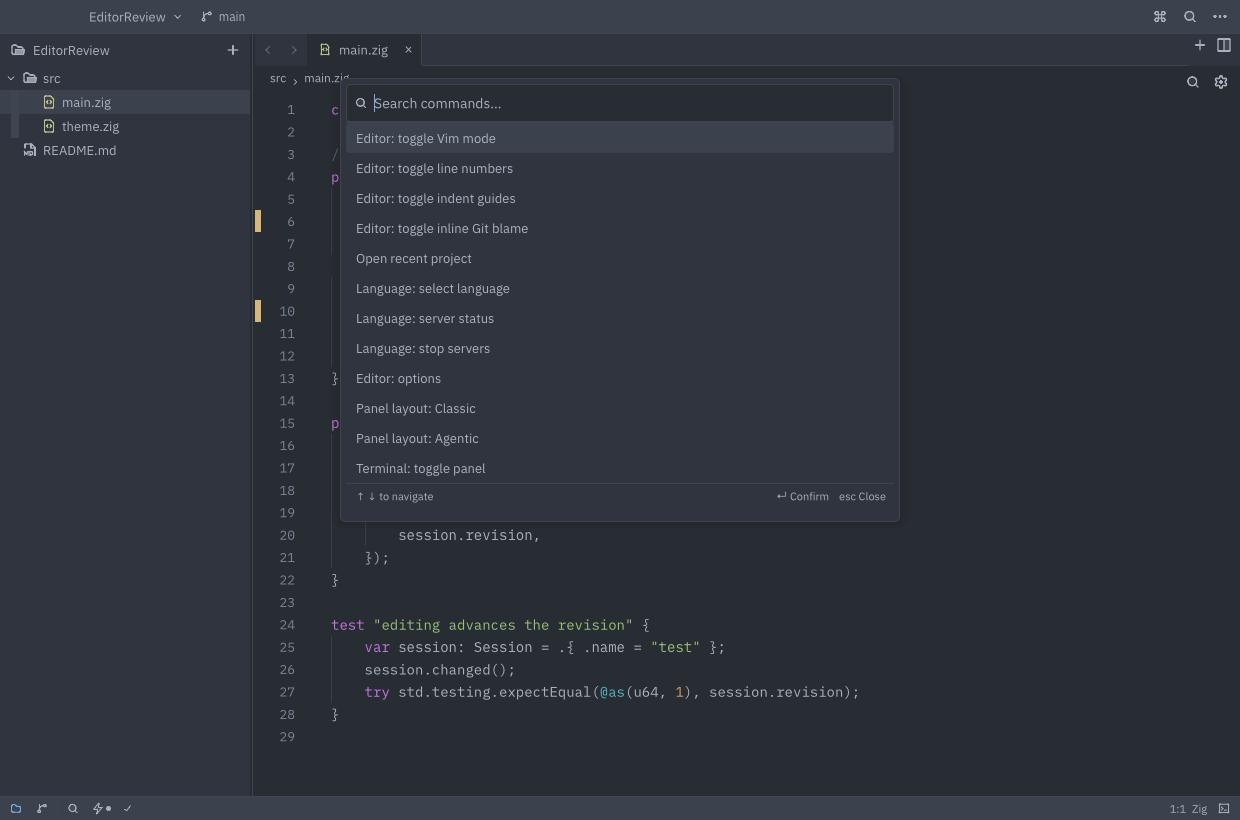 EditorReview main
EditorReview
src
main.zig
theme.zig
README.md
main.zig
src › main.zig
Search commands...
Editor: toggle Vim mode
Editor: toggle line numbers
Editor: toggle indent guides
Editor: toggle inline Git blame
Open recent project
Language: select language
Language: server status
Language: stop servers
Editor: options
Panel layout: Classic
Panel layout: Agentic
Terminal: toggle panel
↑ ↓ to navigate ↵ Confirm esc Close
1 c
2
3 /
4 p
5
6
7
8
9
10
11
12
13 }
14
15 p
16
17
18
19
20 session.revision,
21 });
22 }
23
24 test "editing advances the revision" {
25 var session: Session = .{ .name = "test" };
26 session.changed();
27 try std.testing.expectEqual(@as(u64, 1), session.revision);
28 }
29
1:1 Zig